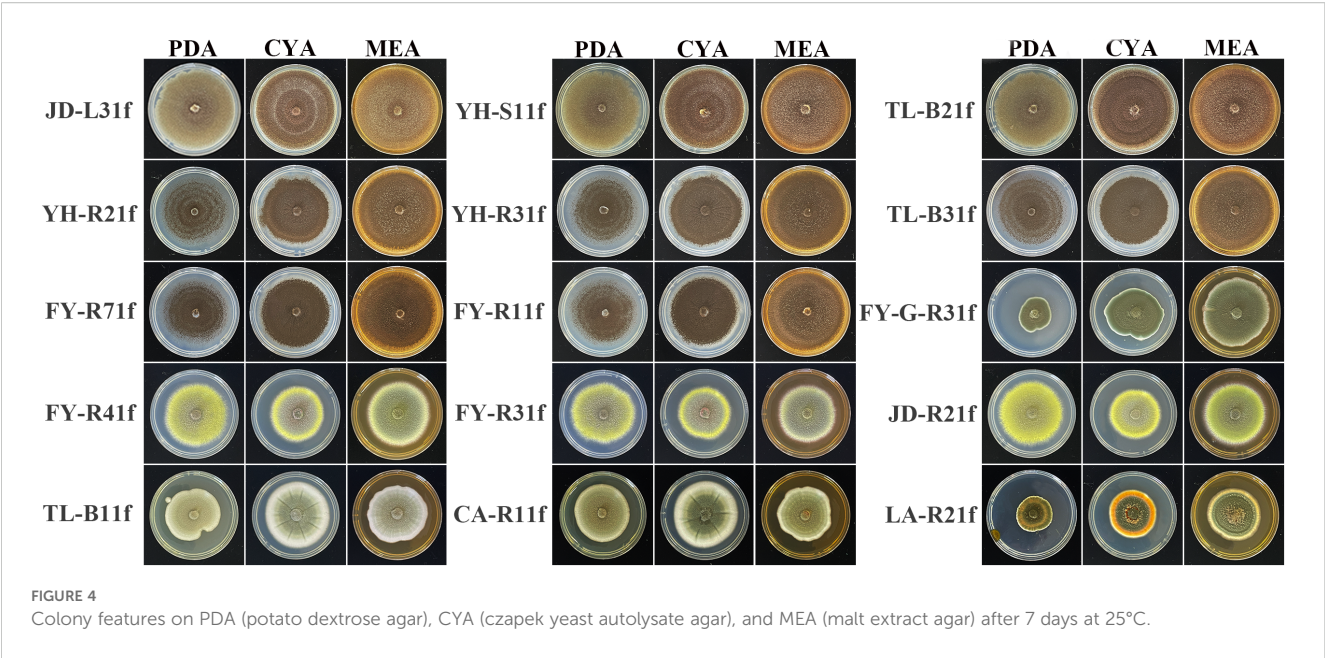 PDA CYA MEA PDA CYA MEA PDA CYA MEA
JD-L31f YH-S11f TL-B21f
YH-R21f YH-R31f TL-B31f
FY-R71f FY-R11f FY-G-R31f
FY-R41f FY-R31f JD-R21f
TL-B11f CA-R11f LA-R21f
FIGURE 4
Colony features on PDA (potato dextrose agar), CYA (czapek yeast autolysate agar), and MEA (malt extract agar) after 7 days at 25°C.